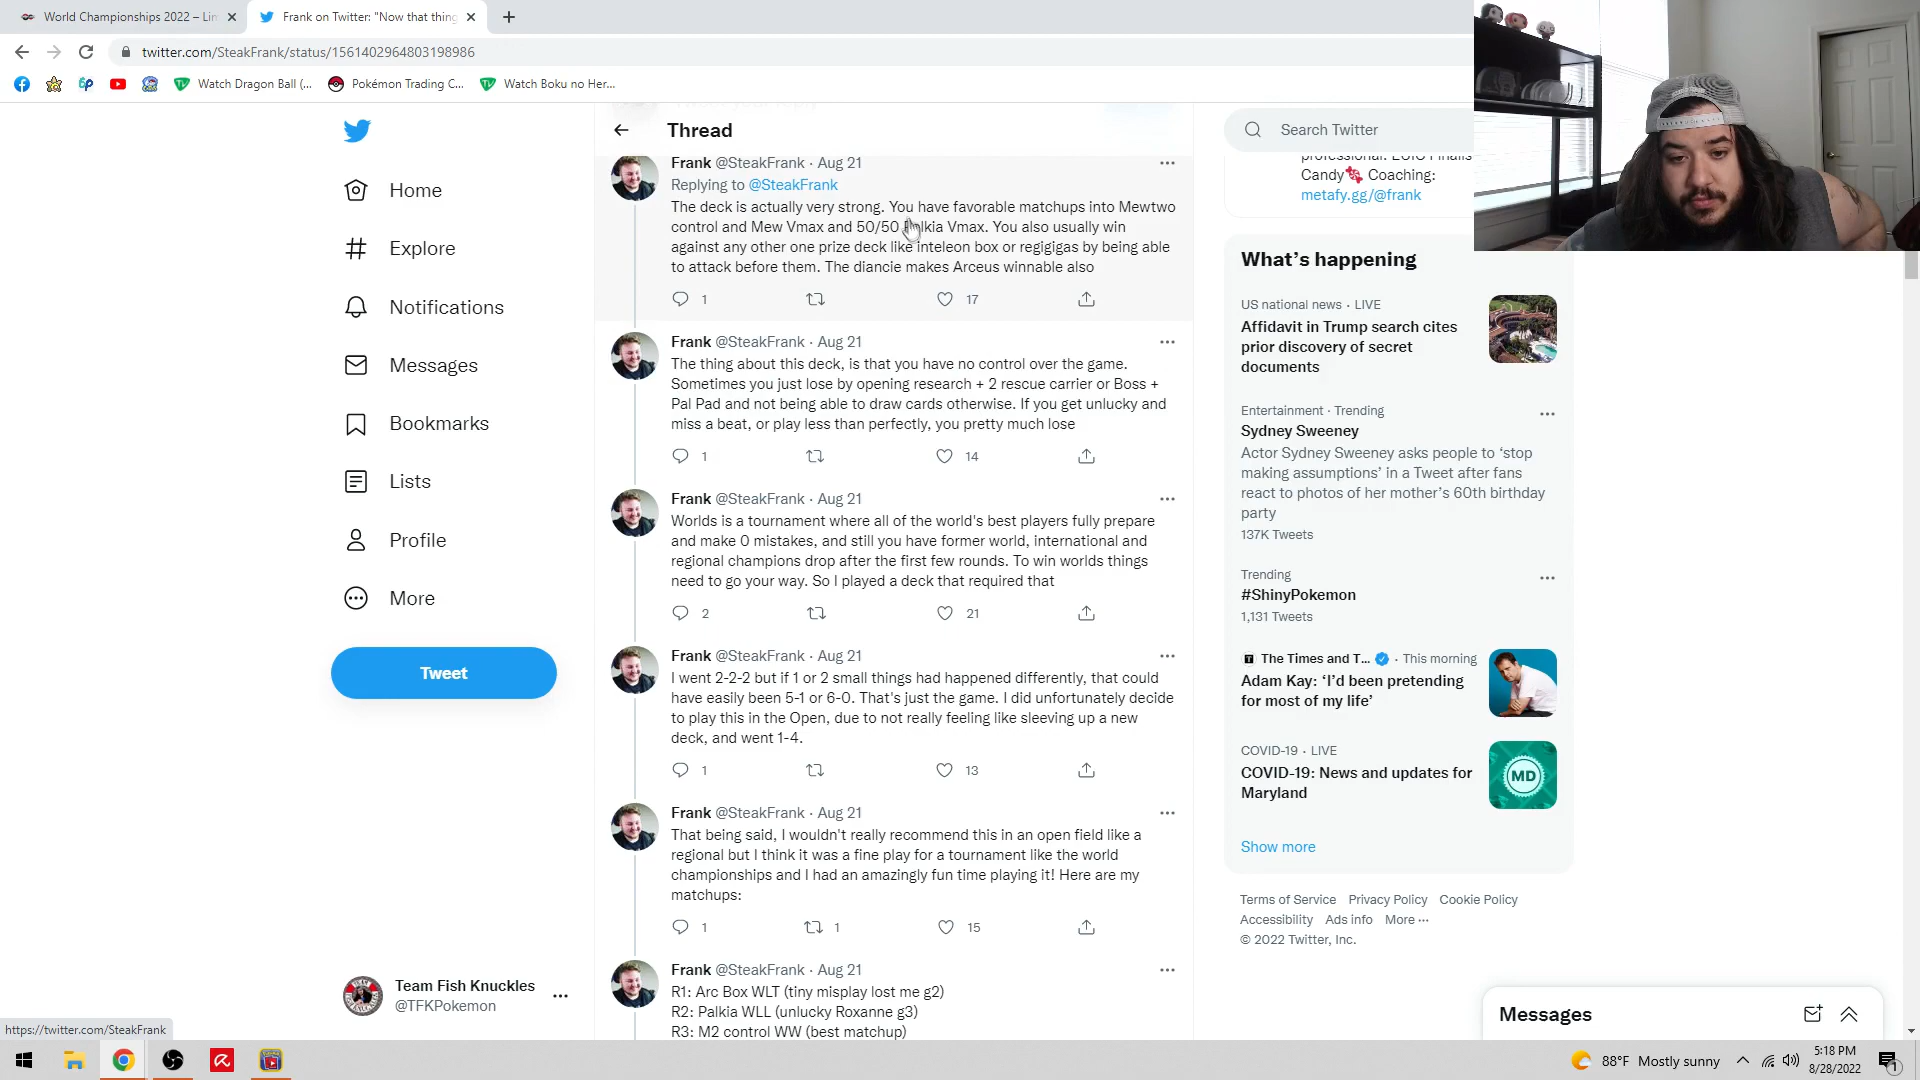 World Championships 2022 – Lin
Frank on Twitter: "Now that thing
twitter.com/SteakFrank/status/1561402964803198986
Watch Dragon Ball (...
Pokémon Trading C...
Watch Boku no Her...
Thread
Search Twitter
Home
Explore
Notifications
Messages
Bookmarks
Lists
Profile
More
Tweet
Team Fish Knuckles
@TFKPokemon
Frank @SteakFrank · Aug 21
Replying to @SteakFrank
The deck is actually very strong. You have favorable matchups into Mewtwo
control and Mew Vmax and 50/50 Vmax. You also usually win
against any other one prize deck like inteleon box or regigigas by being able
to attack before them. The diancie makes Arceus winnable also
1
17
Frank @SteakFrank · Aug 21
The thing about this deck, is that you have no control over the game.
Sometimes you just lose by opening research + 2 rescue carrier or Boss +
Pal Pad and not being able to draw cards otherwise. If you get unlucky and
miss a beat, or play less than perfectly, you pretty much lose
1
14
Frank @SteakFrank · Aug 21
Worlds is a tournament where all of the world's best players fully prepare
and make 0 mistakes, and still you have former world, international and
regional champions drop after the first few rounds. To win worlds things
need to go your way. So I played a deck that required that
2
21
Frank @SteakFrank · Aug 21
I went 2-2-2 but if 1 or 2 small things had happened differently, that could
have easily been 5-1 or 6-0. That's just the game. I did unfortunately decide
to play this in the Open, due to not really feeling like sleeving up a new
deck, and went 1-4.
1
13
Frank @SteakFrank · Aug 21
That being said, I wouldn't really recommend this in an open field like a
regional but I think it was a fine play for a tournament like the world
championships and I had an amazingly fun time playing it! Here are my
matchups:
1
1
15
Frank @SteakFrank · Aug 21
R1: Arc Box WLT (tiny misplay lost me g2)
R2: Palkia WLL (unlucky Roxanne g3)
R3: M2 control WW (best matchup)
professional. EUIC Finalis
Candy Coaching:
metafy.gg/@frank
What's happening
US national news · LIVE
Affidavit in Trump search cites
prior discovery of secret
documents
Entertainment · Trending
Sydney Sweeney
Actor Sydney Sweeney asks people to 'stop
making assumptions' in a Tweet after fans
react to photos of her mother's 60th birthday
party
137K Tweets
Trending
#ShinyPokemon
1,131 Tweets
T The Times and T... · This morning
Adam Kay: 'I'd been pretending
for most of my life'
COVID-19 · LIVE
COVID-19: News and updates for
Maryland
MD
Show more
Terms of Service Privacy Policy Cookie Policy
Accessibility Ads info More ···
© 2022 Twitter, Inc.
Messages
https://twitter.com/SteakFrank
88°F Mostly sunny
5:18 PM
8/28/2022
1